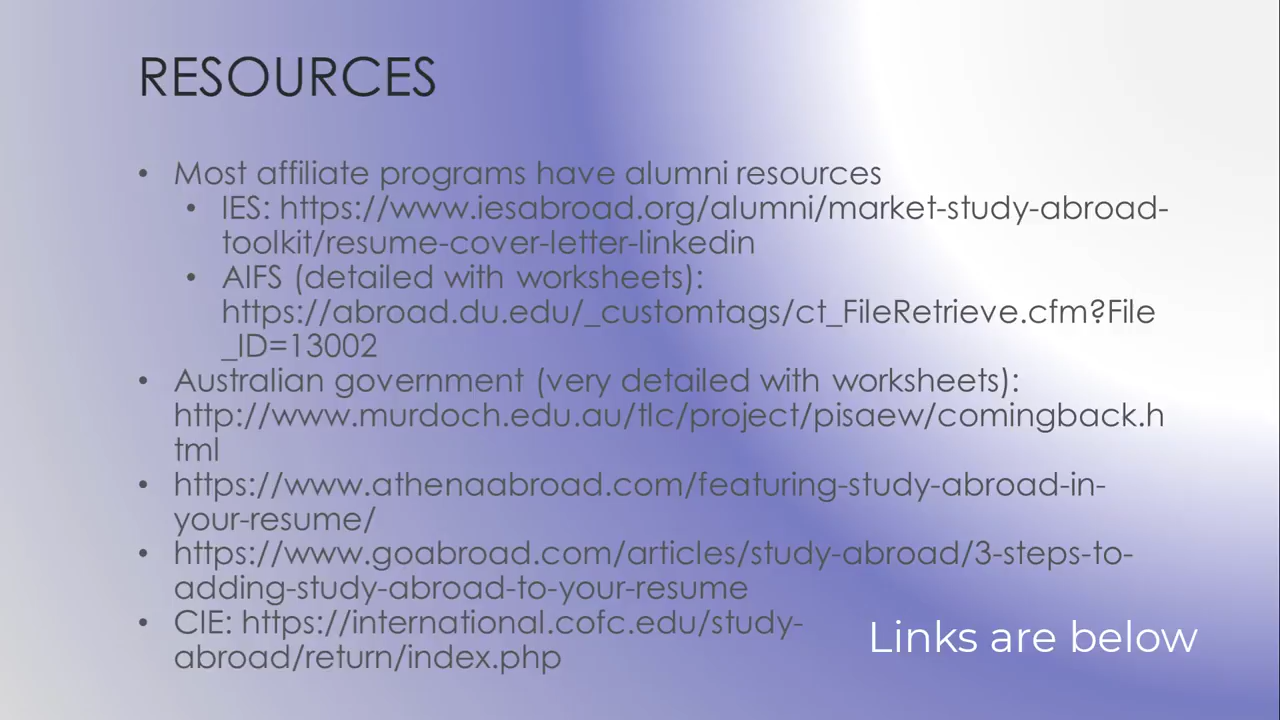 RESOURCES
• Most affiliate programs have alumni resources
• IES: https://www.iesabroad.org/alumni/market-study-abroad-
toolkit/resume-cover-letter-linkedin
• AIFS (detailed with worksheets):
https://abroad.du.edu/_customtags/ct_FileRetrieve.cfm?File
_ID=13002
• Australian government (very detailed with worksheets):
http://www.murdoch.edu.au/tlc/project/pisaew/comingback.h
tml
• https://www.athenaabroad.com/featuring-study-abroad-in-
your-resume/
• https://www.goabroad.com/articles/study-abroad/3-steps-to-
adding-study-abroad-to-your-resume
• CIE: https://international.cofc.edu/study-
abroad/return/index.php
Links are below